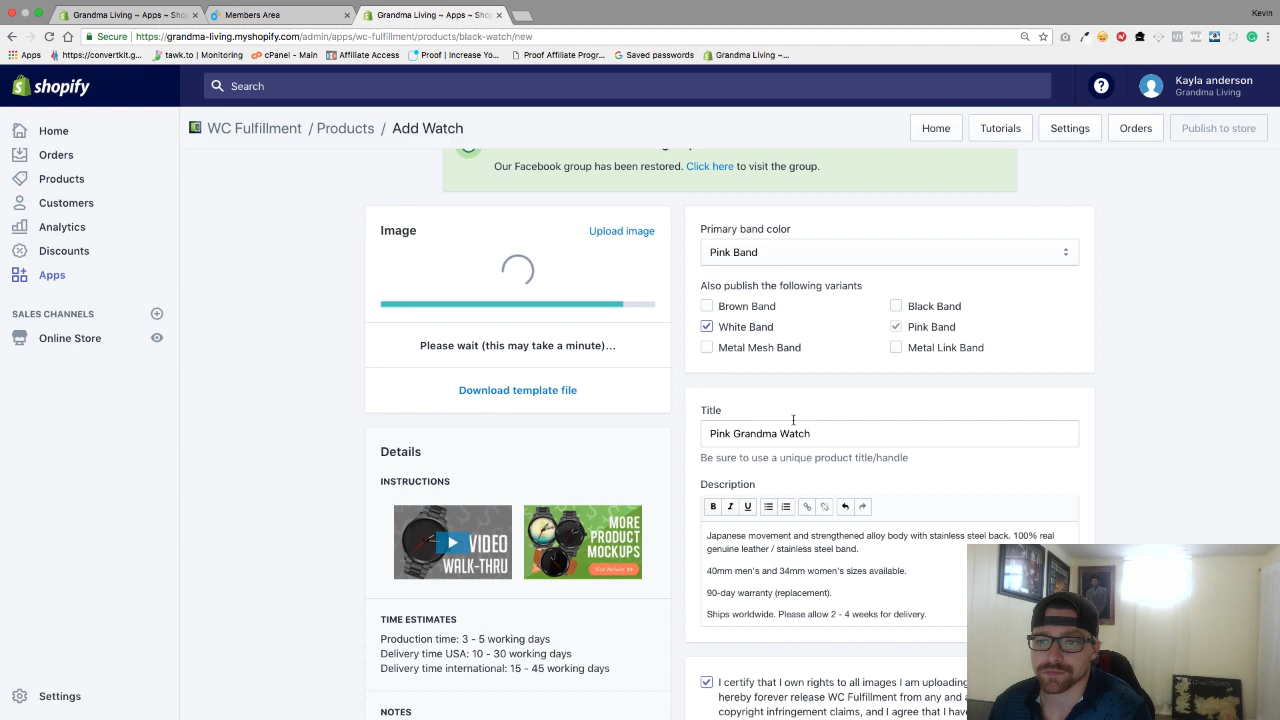 Grandma Living ~ Apps ~ Shop
Members Area
Grandma Living ~ Apps ~ Shop
Kevin
Secure
https://grandma-living.myshopify.com/admin/apps/wc-fulfillment/products/black-watch/new
Apps
https://convertkit.g...
tawk.to | Monitoring
cPanel - Main
Affiliate Access
Proof | Increase Yo...
Proof Affiliate Progr...
Saved passwords
Grandma Living ~...
shopify
Search
Kayla anderson
Grandma Living
Home
Orders
Products
Customers
Analytics
Discounts
Apps
SALES CHANNELS
Online Store
Settings
WC Fulfillment / Products / Add Watch
Home
Tutorials
Settings
Orders
Publish to store
Our Facebook group has been restored. Click here to visit the group.
Image
Upload image
Please wait (this may take a minute)...
Download template file
Details
INSTRUCTIONS
VIDEO
WALK-THRU
MORE
PRODUCT
MOCKUPS
TIME ESTIMATES
Production time: 3 - 5 working days
Delivery time USA: 10 - 30 working days
Delivery time international: 15 - 45 working days
NOTES
Primary band color
Pink Band
Also publish the following variants
Brown Band
Black Band
White Band
Pink Band
Metal Mesh Band
Metal Link Band
Title
Pink Grandma Watch
Be sure to use a unique product title/handle
Description
B I U
Japanese movement and strengthened alloy body with stainless steel back. 100% real
genuine leather / stainless steel band.
40mm men's and 34mm women's sizes available.
90-day warranty (replacement).
Ships worldwide. Please allow 2 - 4 weeks for delivery.
I certify that I own rights to all images I am uploading
hereby forever release WC Fulfillment from any and
copyright infringement claims, and I agree that I have